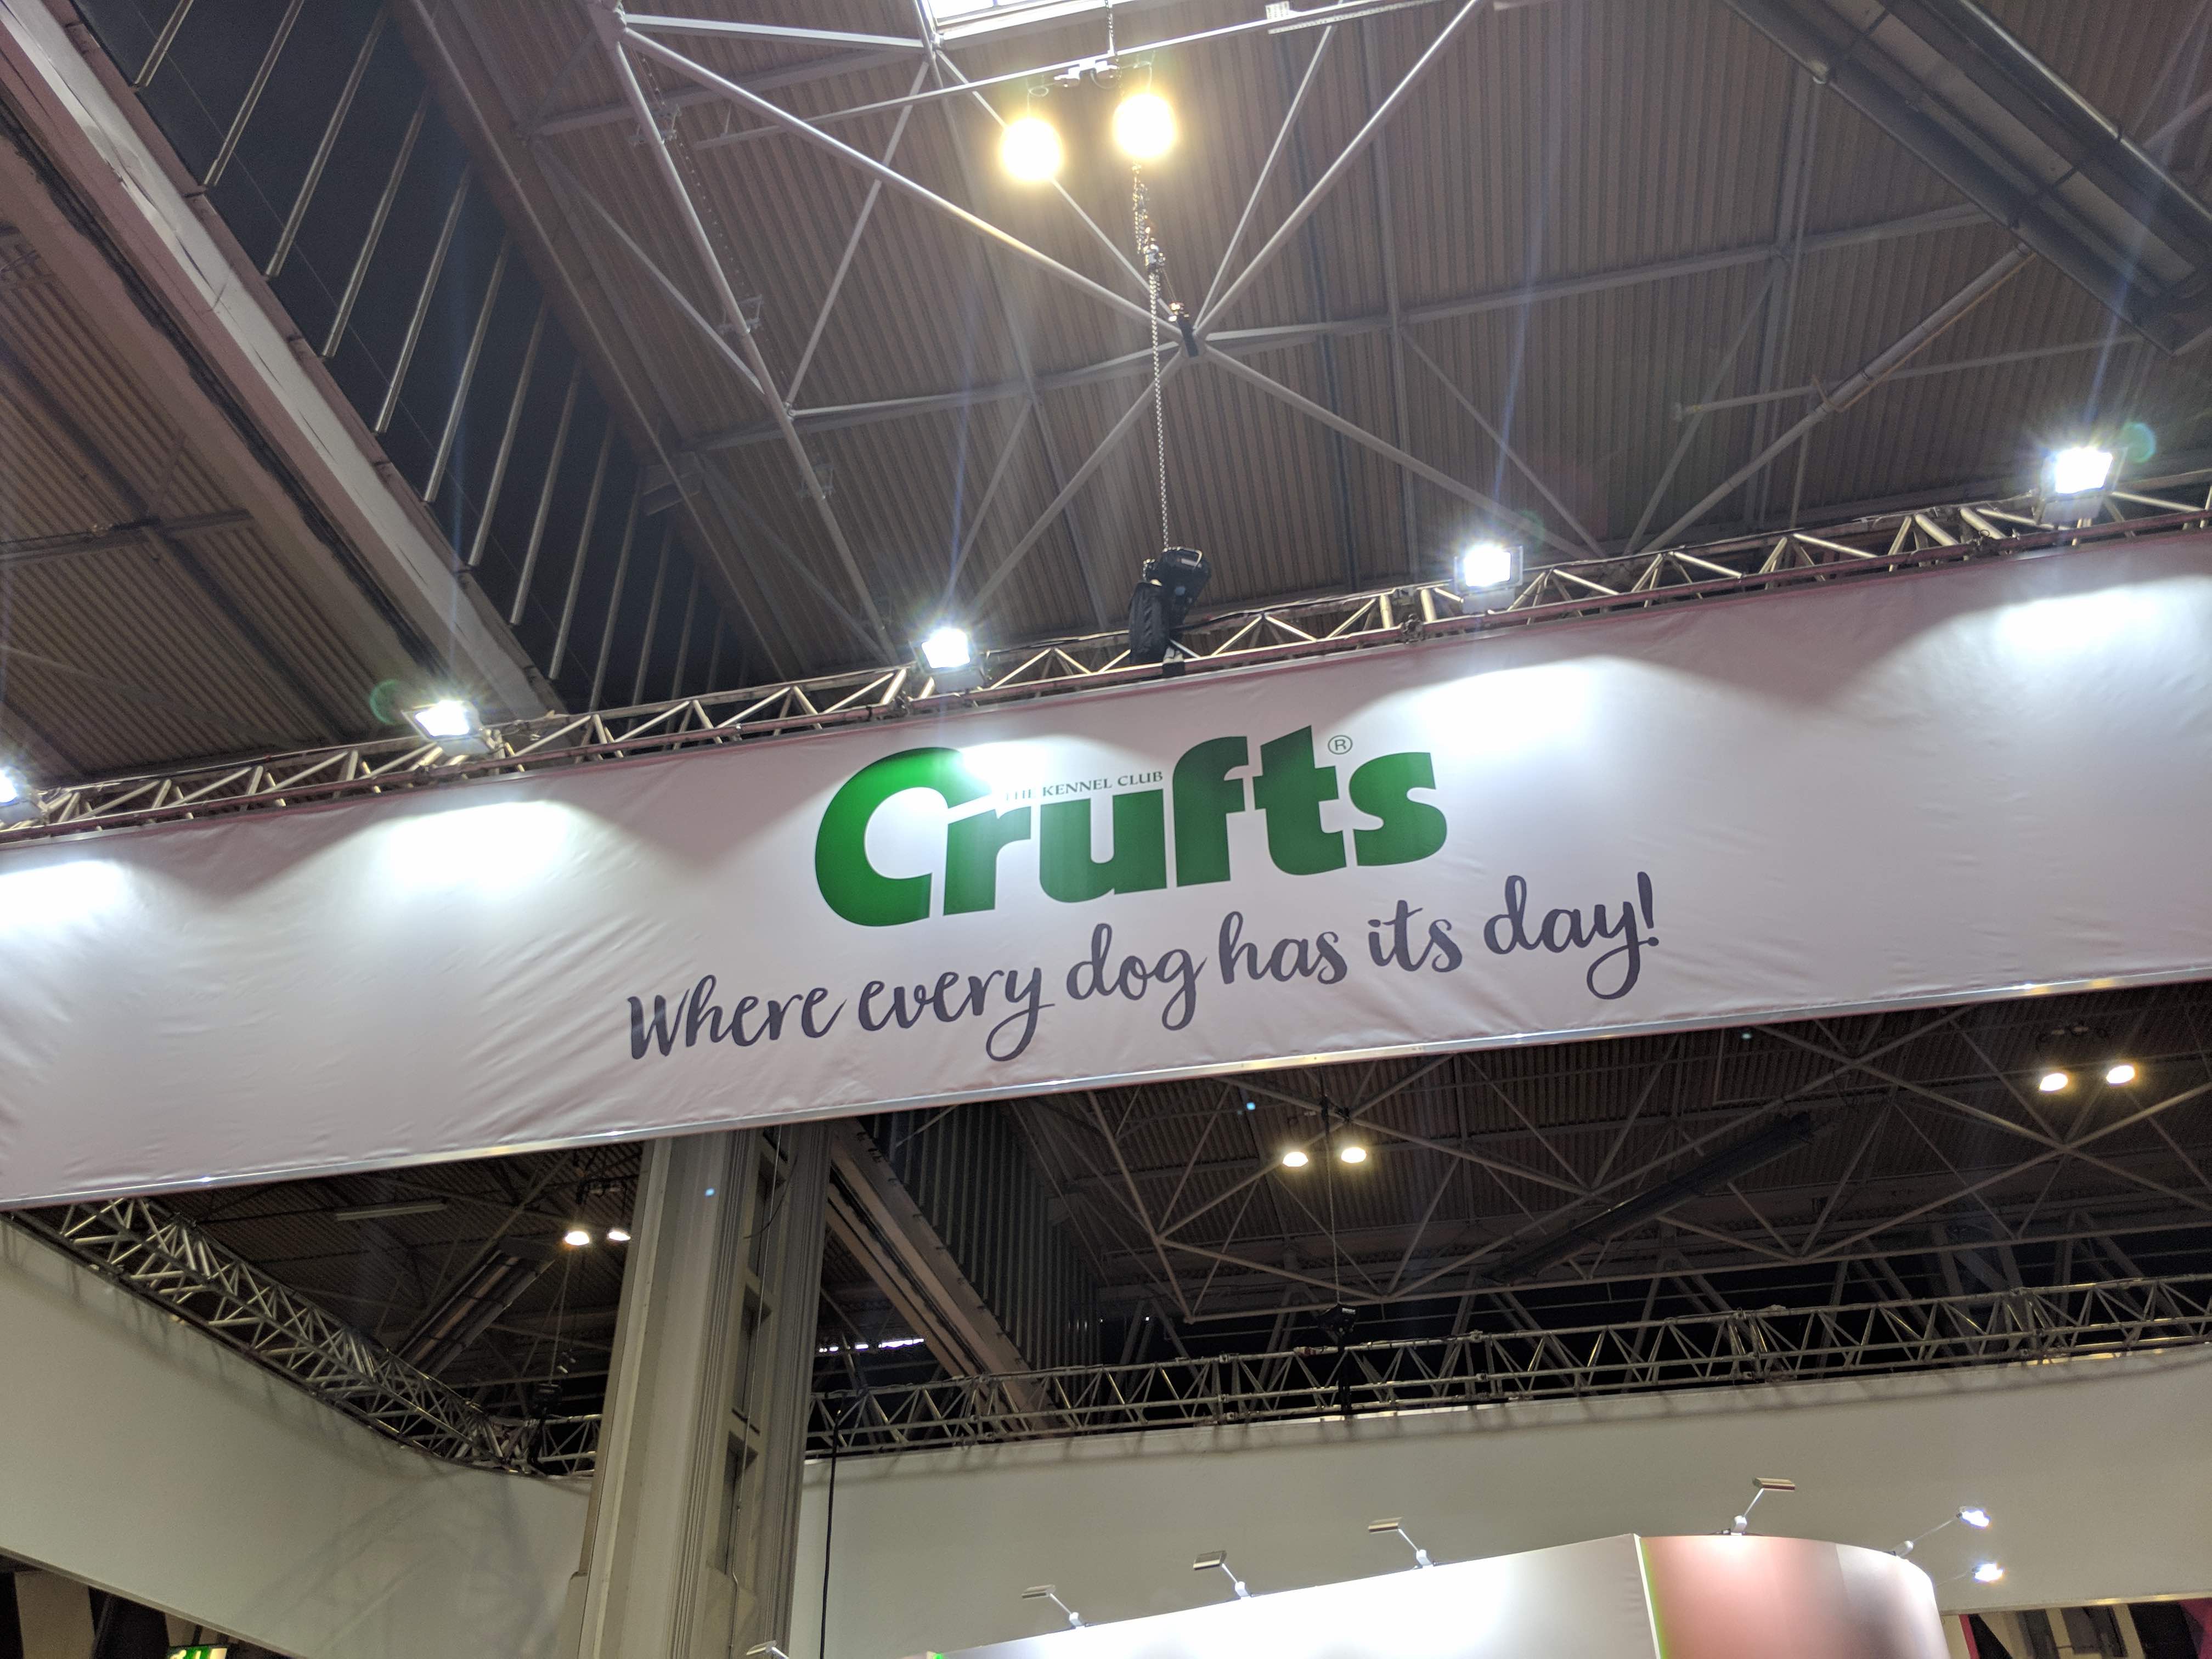 Crufts®
THE KENNEL CLUB
Where every dog has its day!